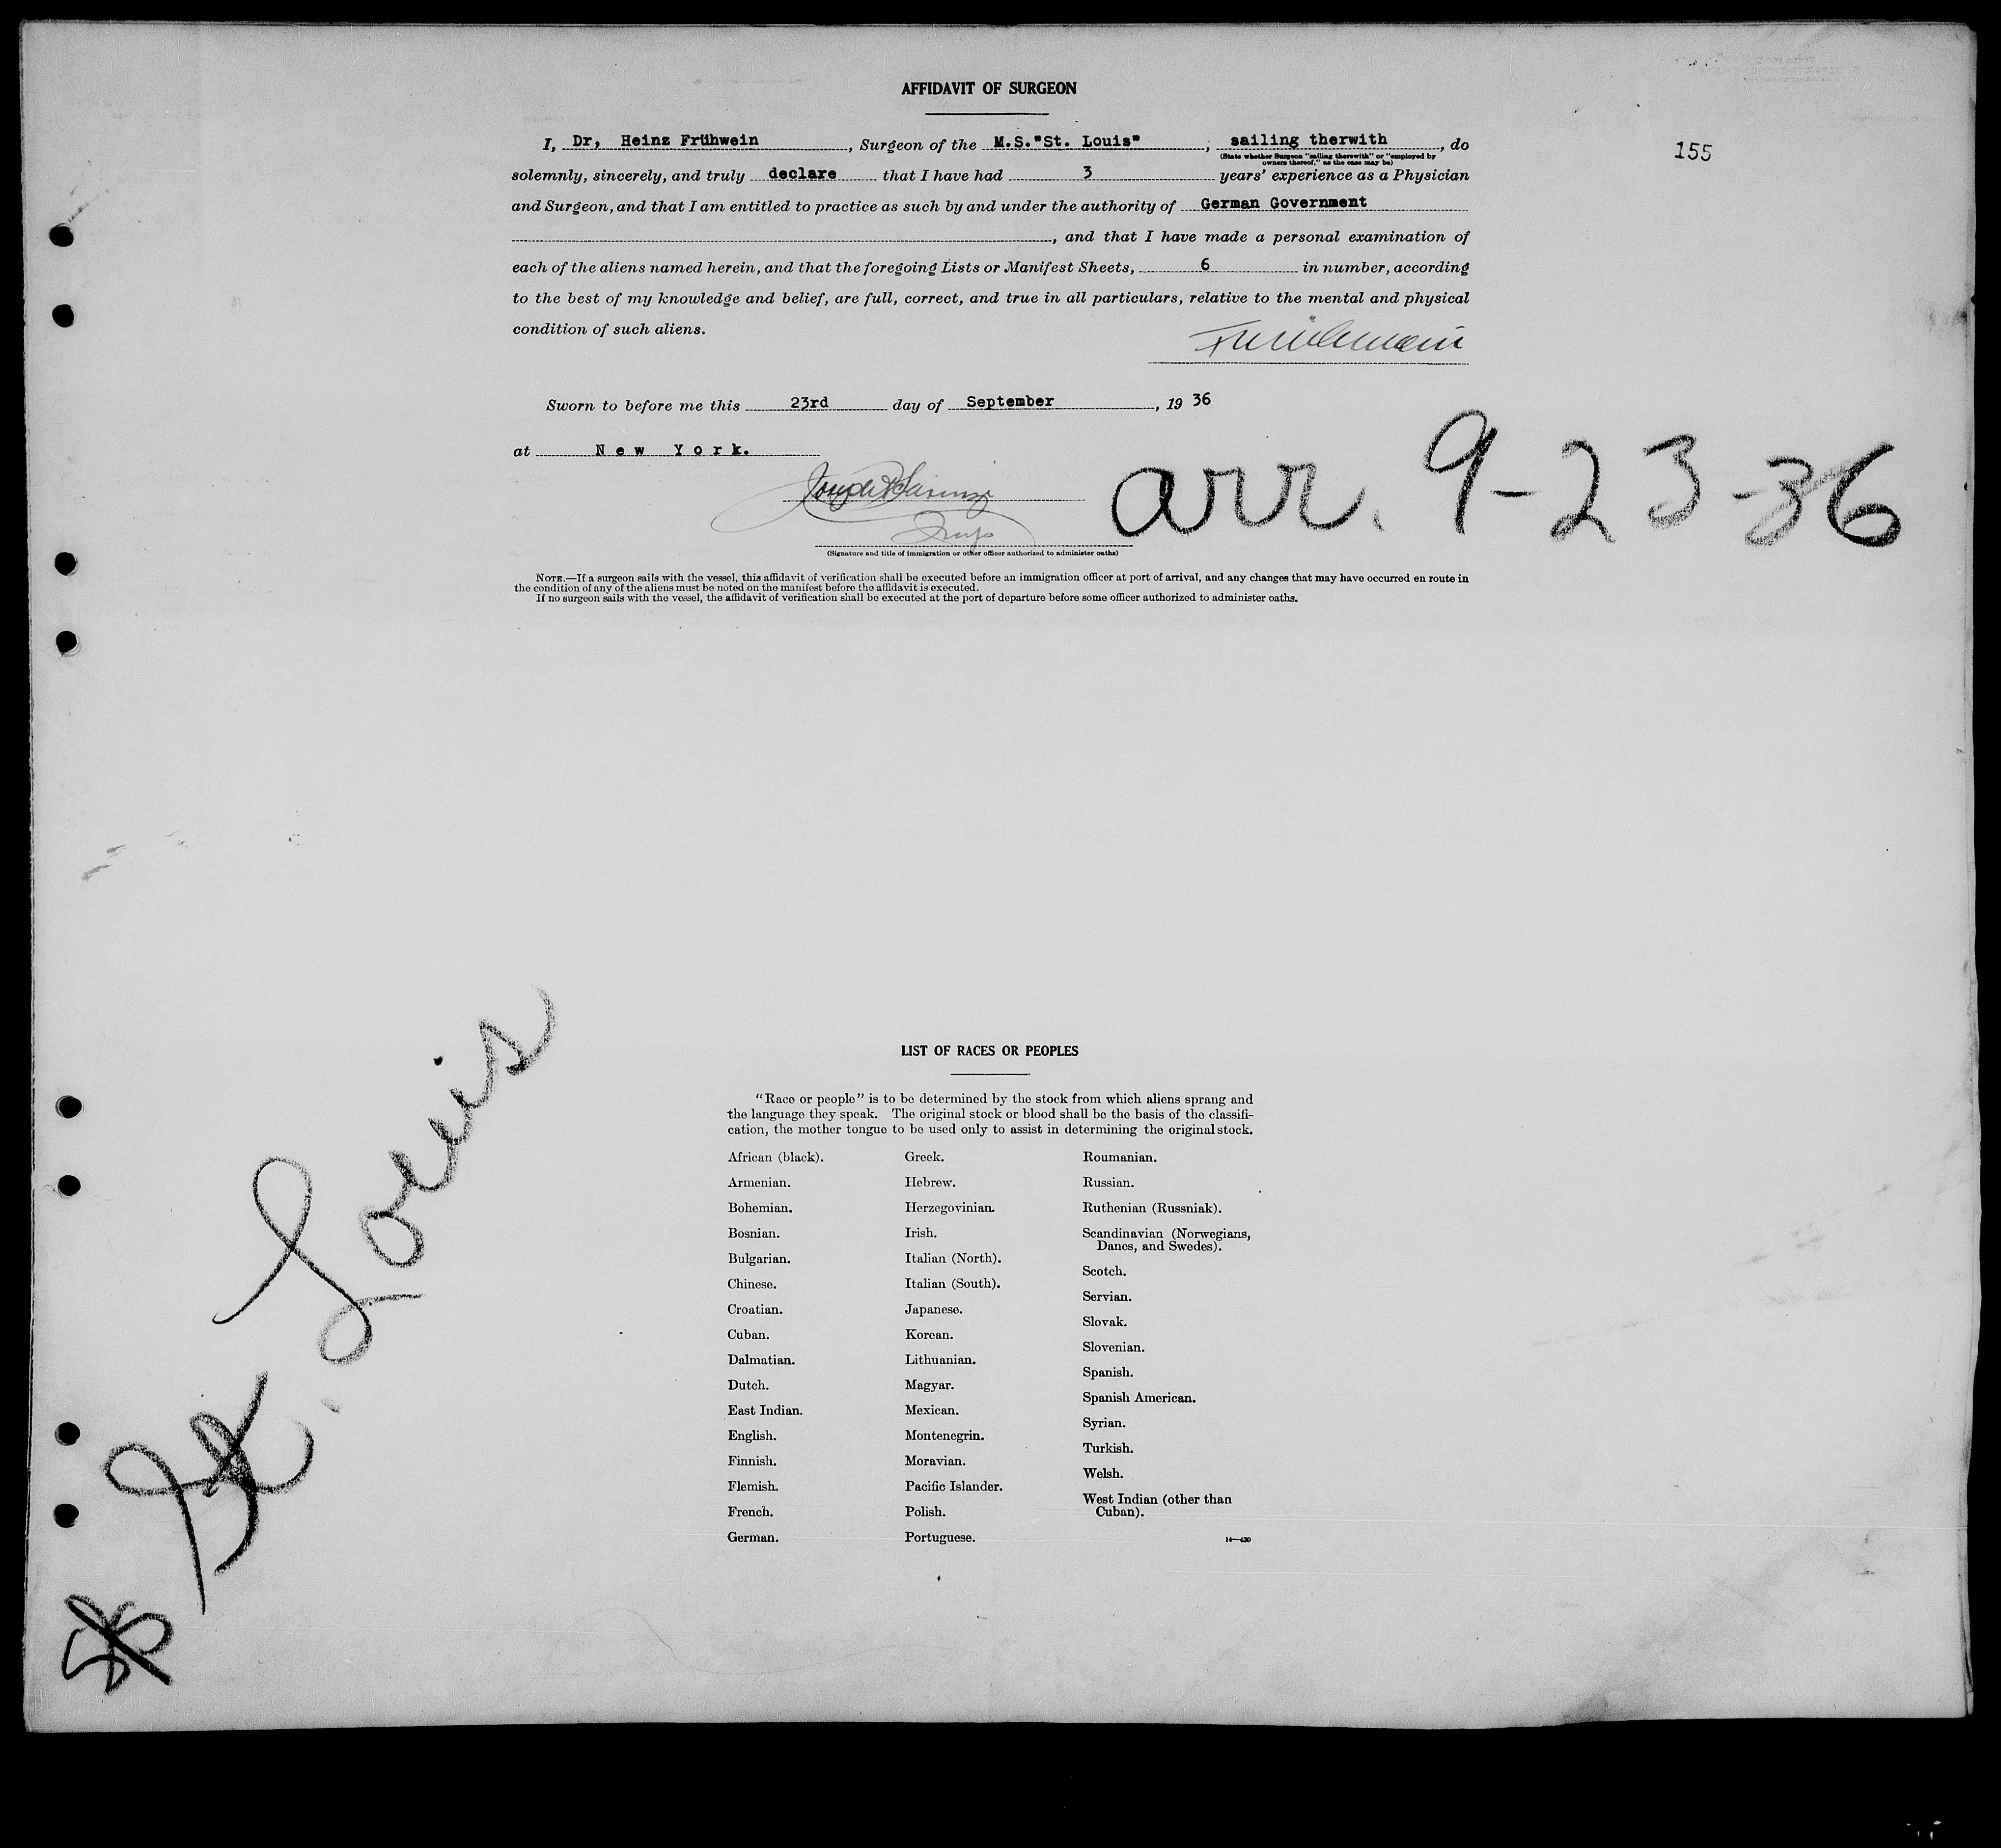 AFFIDAVIT OF SURGEON
155
I, Dr, Heinz Frühwein, Surgeon of the M.S."St. Louis", sailing therwith, do
(State whether Surgeon "sailing therewith" or "employed by
owners thereof," as the case may be)
solemnly, sincerely, and truly declare that I have had 3 years' experience as a Physician
and Surgeon, and that I am entitled to practice as such by and under the authority of German Government
, and that I have made a personal examination of
each of the aliens named herein, and that the foregoing Lists or Manifest Sheets, 6 in number, according
to the best of my knowledge and belief, are full, correct, and true in all particulars, relative to the mental and physical
condition of such aliens.
Frühwein
Sworn to before me this 23rd day of September, 19 36
at New York.
arr. 9-23-36
(Signature and title of immigration or other officer authorized to administer oaths)
NOTE.—If a surgeon sails with the vessel, this affidavit of verification shall be executed before an immigration officer at port of arrival, and any changes that may have occurred en route in
the condition of any of the aliens must be noted on the manifest before the affidavit is executed.
If no surgeon sails with the vessel, the affidavit of verification shall be executed at the port of departure before some officer authorized to administer oaths.
St. Louis
LIST OF RACES OR PEOPLES
"Race or people" is to be determined by the stock from which aliens sprang and
the language they speak. The original stock or blood shall be the basis of the classifi-
cation, the mother tongue to be used only to assist in determining the original stock.
African (black).
Armenian.
Bohemian.
Bosnian.
Bulgarian.
Chinese.
Croatian.
Cuban.
Dalmatian.
Dutch.
East Indian.
English.
Finnish.
Flemish.
French.
German.
Greek.
Hebrew.
Herzegovinian.
Irish.
Italian (North).
Italian (South).
Japanese.
Korean.
Lithuanian.
Magyar.
Mexican.
Montenegrin.
Moravian.
Pacific Islander.
Polish.
Portuguese.
Roumanian.
Russian.
Ruthenian (Russniak).
Scandinavian (Norwegians,
Danes, and Swedes).
Scotch.
Servian.
Slovak.
Slovenian.
Spanish.
Spanish American.
Syrian.
Turkish.
Welsh.
West Indian (other than
Cuban).
14—430